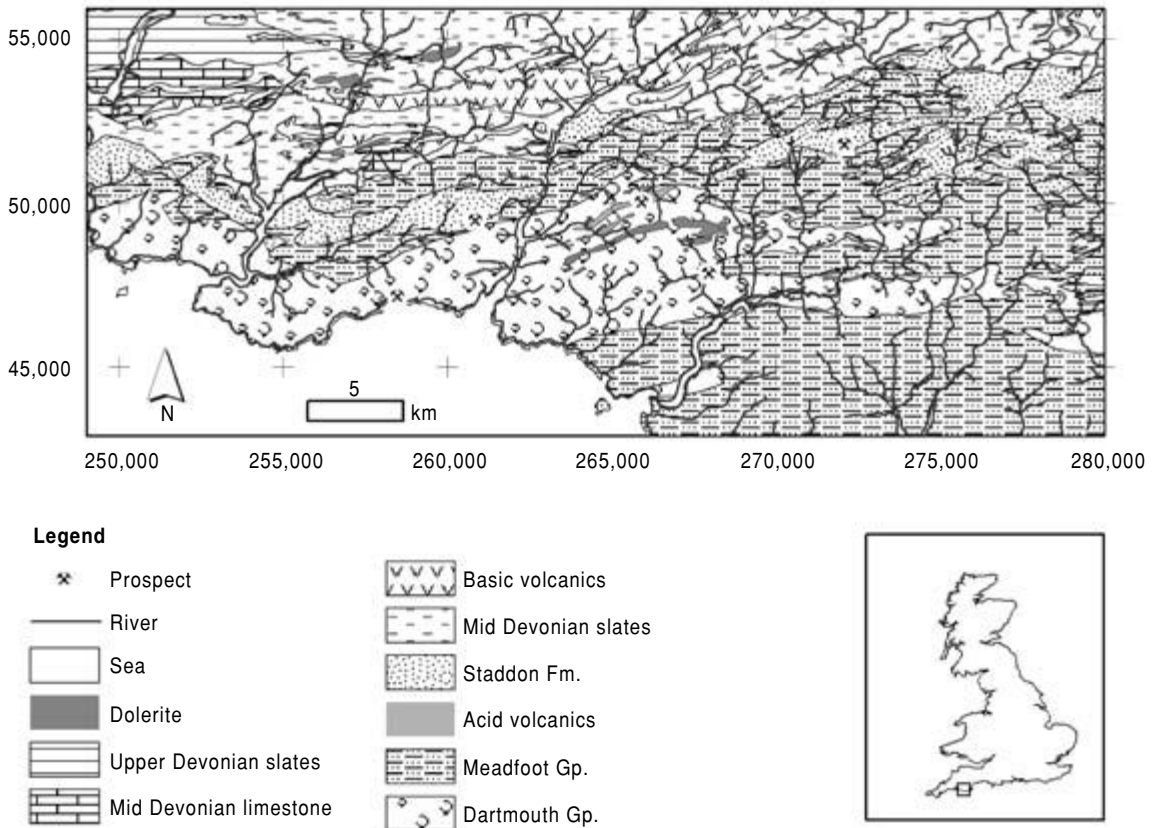 55,000
50,000
45,000
N
5
km
250,000 255,000 260,000 265,000 270,000 275,000 280,000
Legend
Prospect
River
Sea
Dolerite
Upper Devonian slates
Mid Devonian limestone
Basic volcanics
Mid Devonian slates
Staddon Fm.
Acid volcanics
Meadfoot Gp.
Dartmouth Gp.